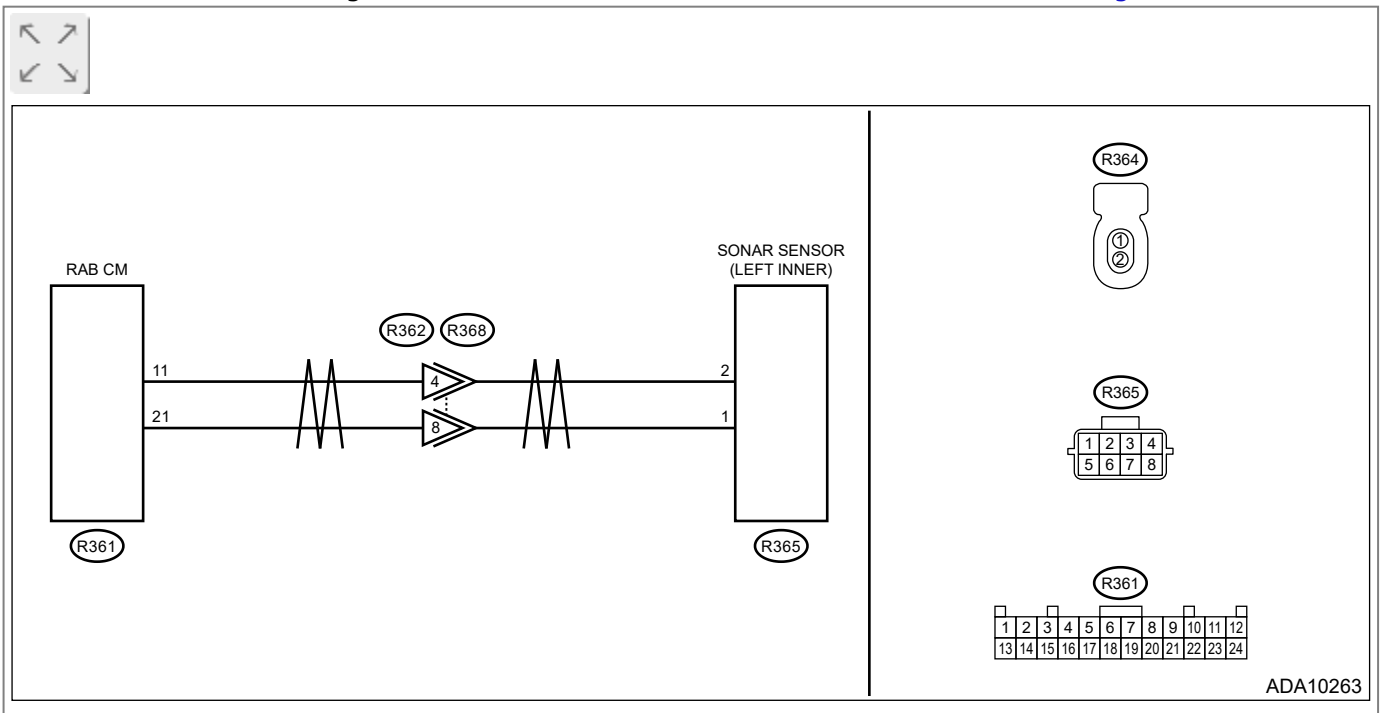 RAB CM
SONAR SENSOR
(LEFT INNER)
R362 R368
11 4 2
21 8 1
R361 R365
R364
1
2
R365
1 2 3 4
5 6 7 8
R361
1 2 3 4 5 6 7 8 9 10 11 12
13 14 15 16 17 18 19 20 21 22 23 24
ADA10263